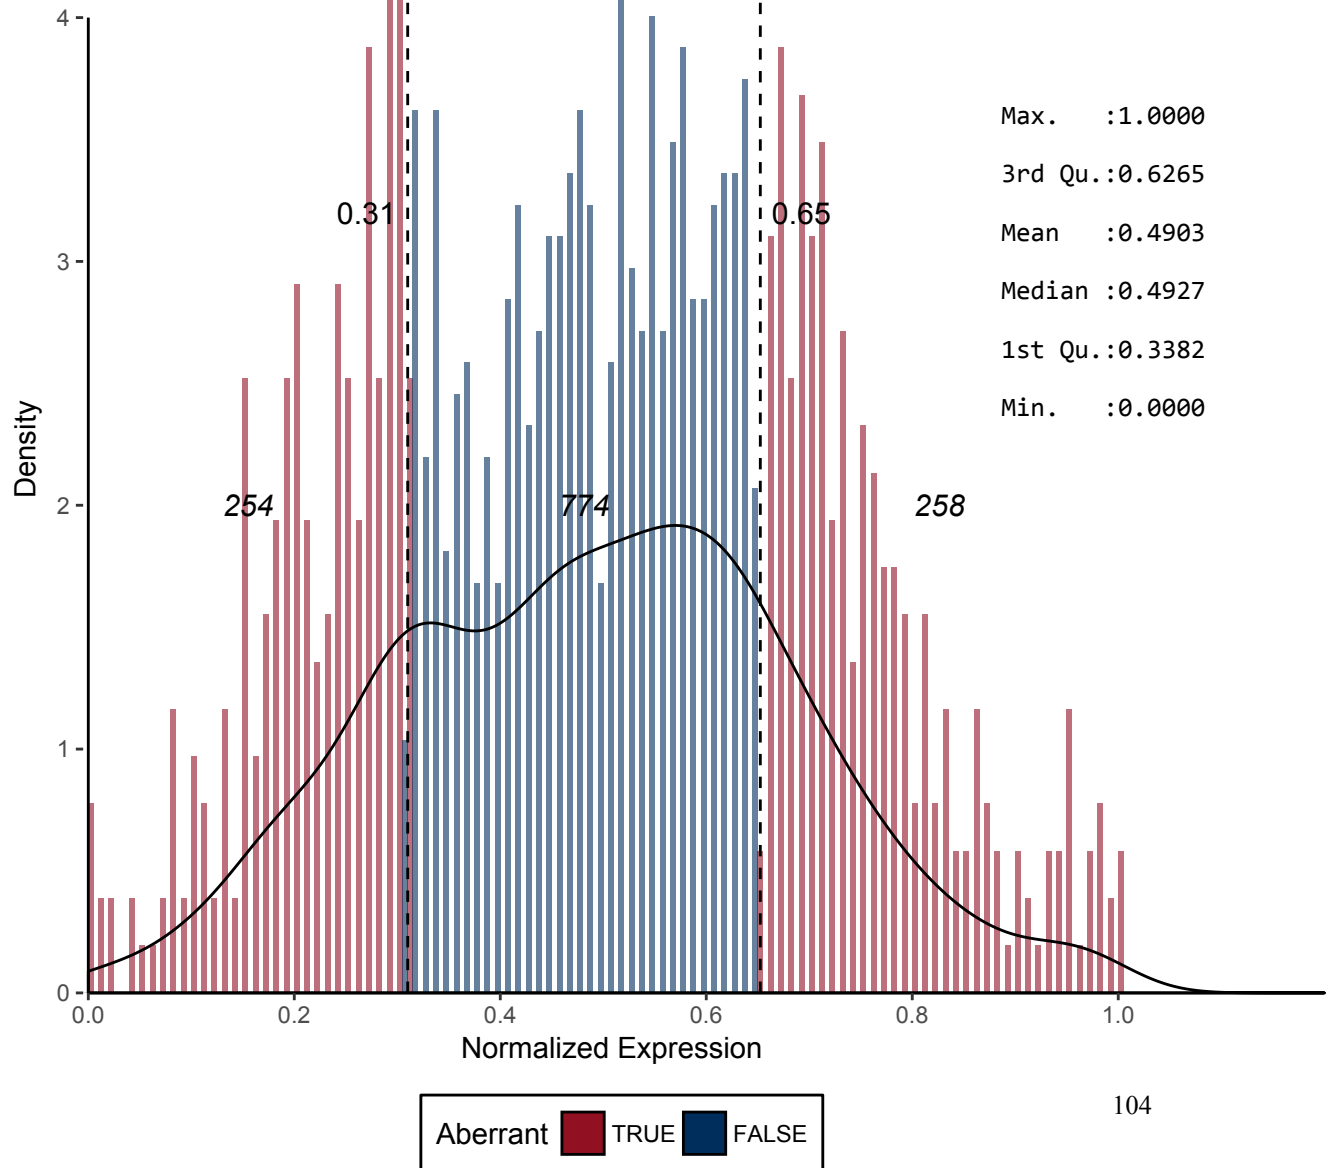 4
Max.   :1.0000
3rd Qu.:0.6265
0.31
0.65
Mean   :0.4903
3
Median :0.4927
1st Qu.:0.3382
Min.   :0.0000
Density
2
254
774
258
1
0
0.0 0.2 0.4 0.6 0.8 1.0
Normalized Expression
104
Aberrant TRUE FALSE